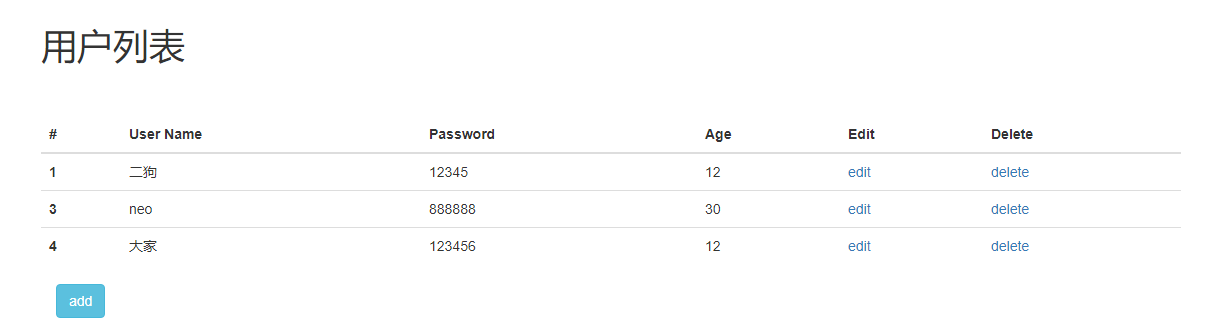 用户列表
# User Name Password Age Edit Delete
1 二狗 12345 12 edit delete
3 neo 888888 30 edit delete
4 大家 123456 12 edit delete
add